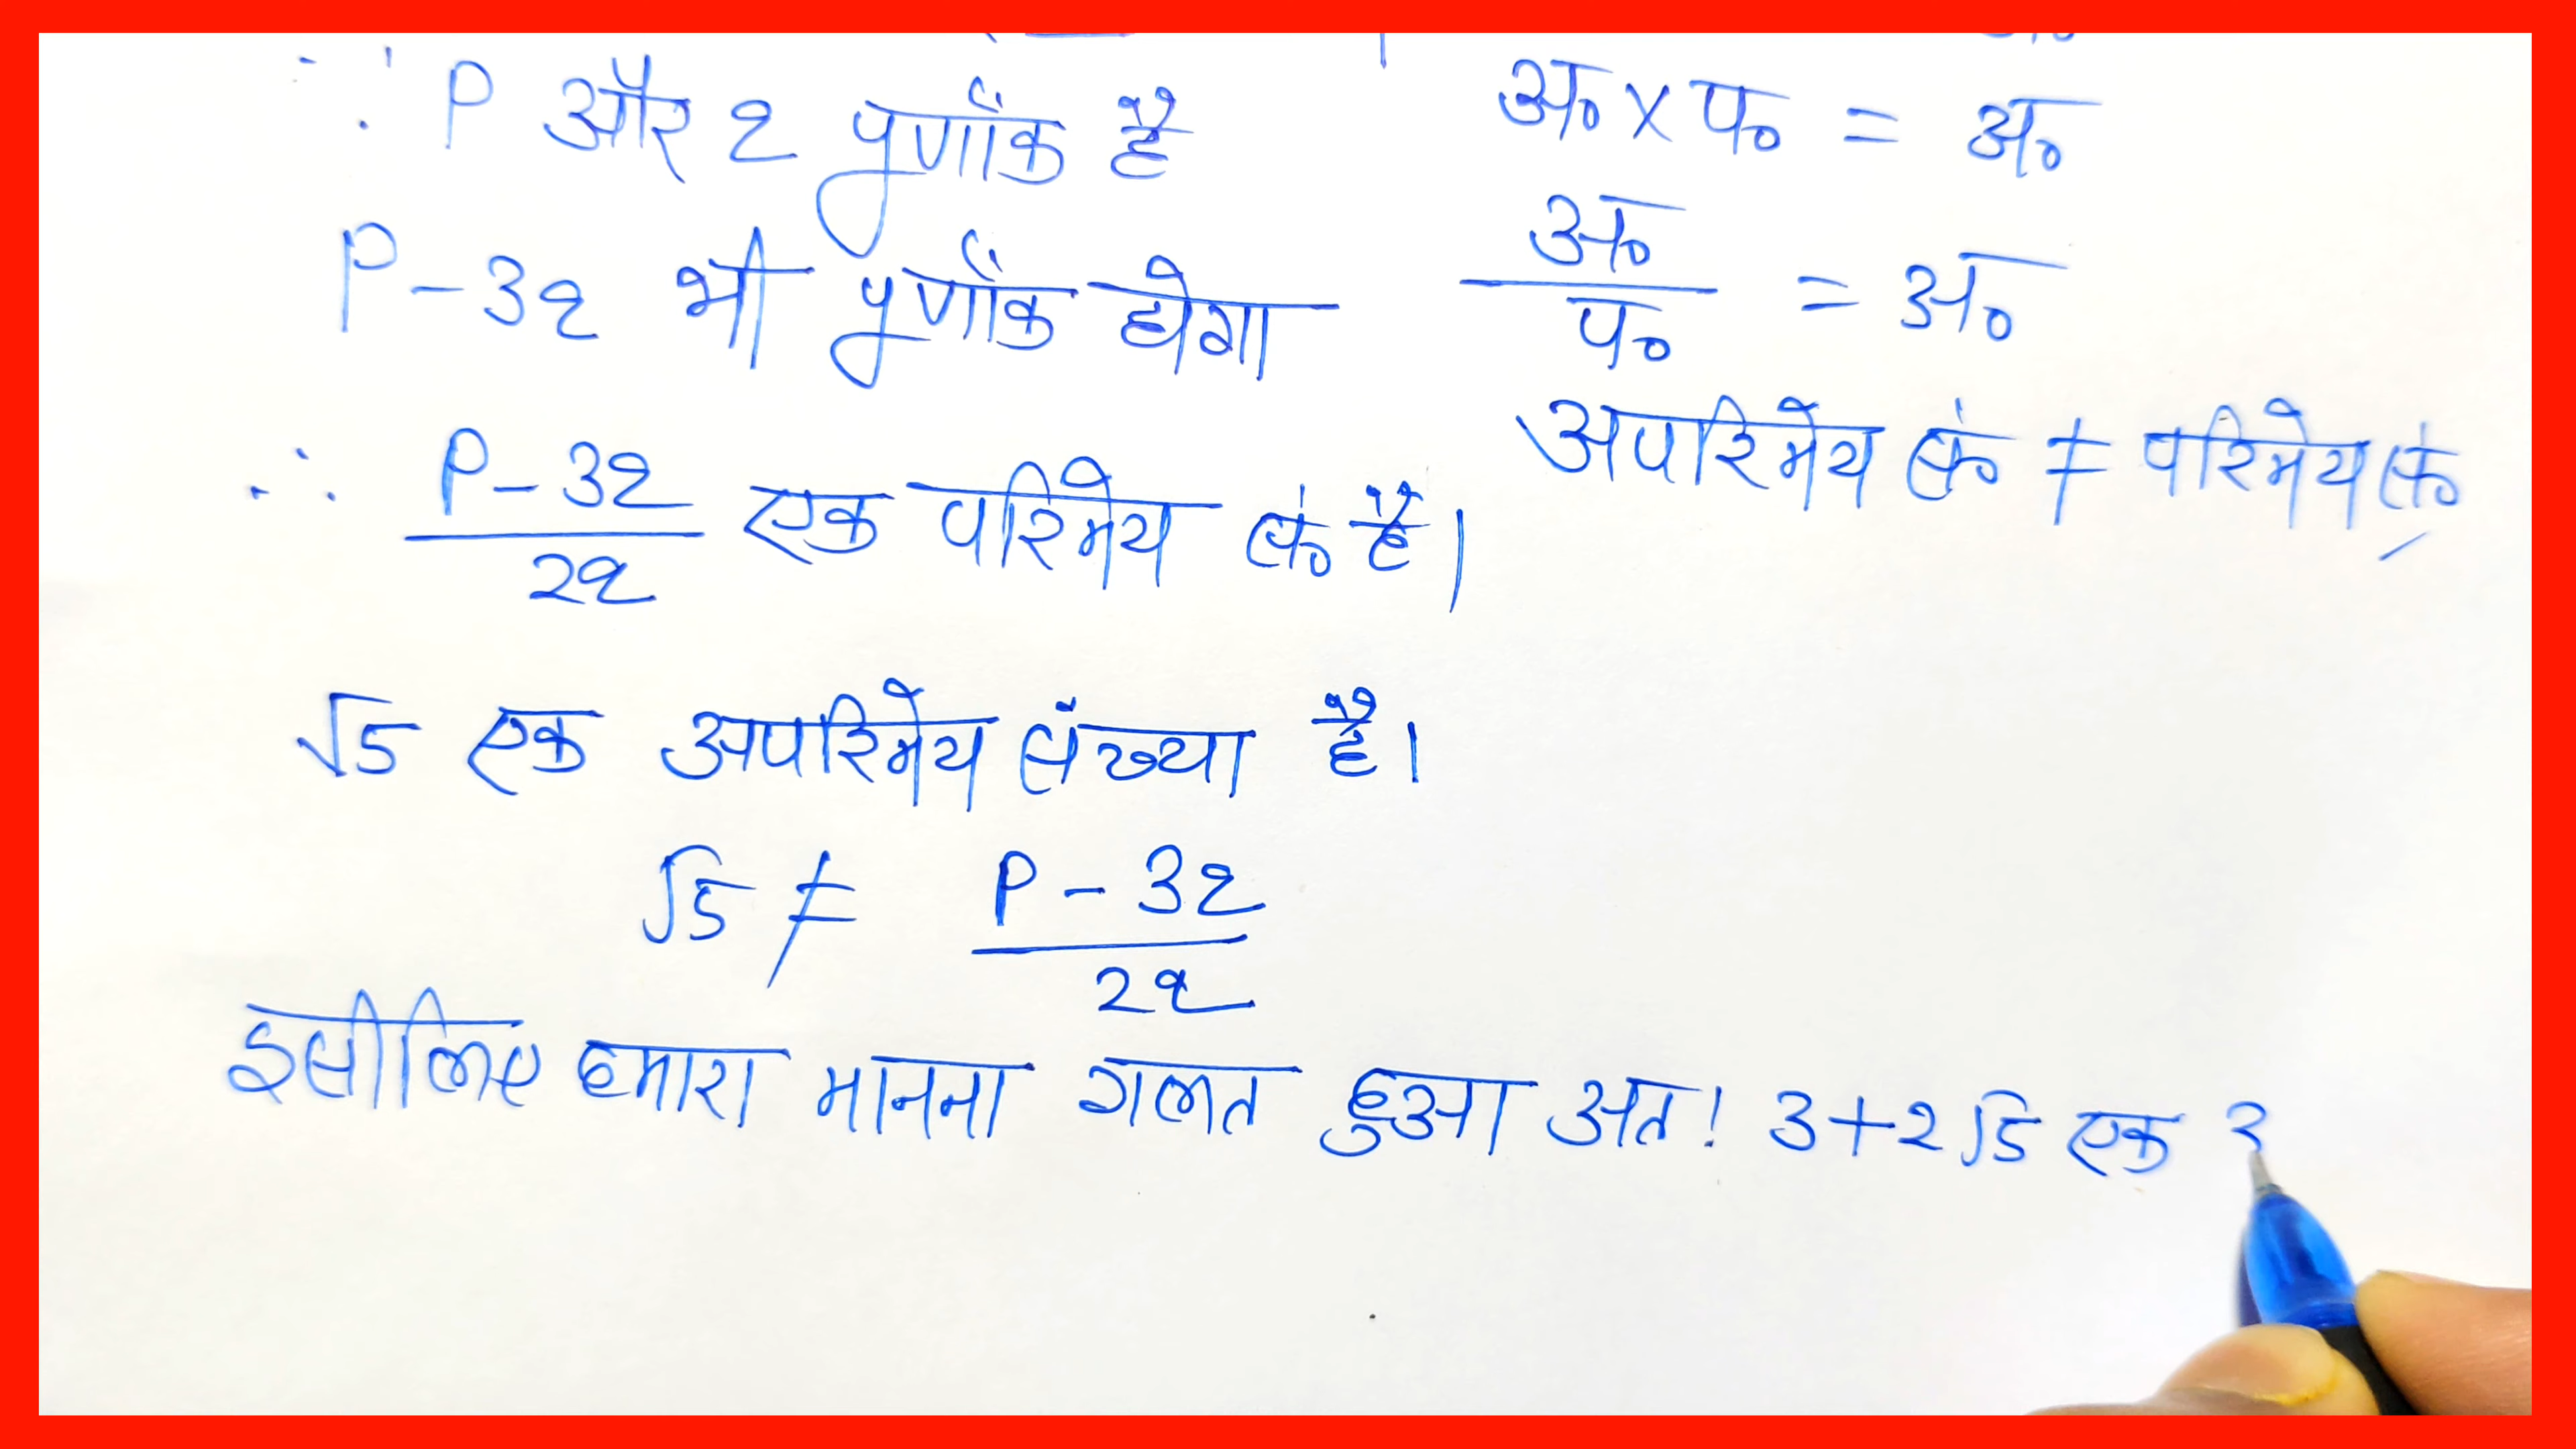 ∵ P और q पूर्णांक है
P - 3q भी पूर्णांक होगा
∴ P - 3q / 2q एक परिमेय सं० है।
√5 एक अपरिमेय संख्या है।
√5 ≠ P - 3q / 2q
इसीलिए हमारा मानना गलत हुआ अत! 3+2√5 एक
अ० × प० = अ०
अ० / प० = अ०
अपरिमेय सं० ≠ परिमेय सं०